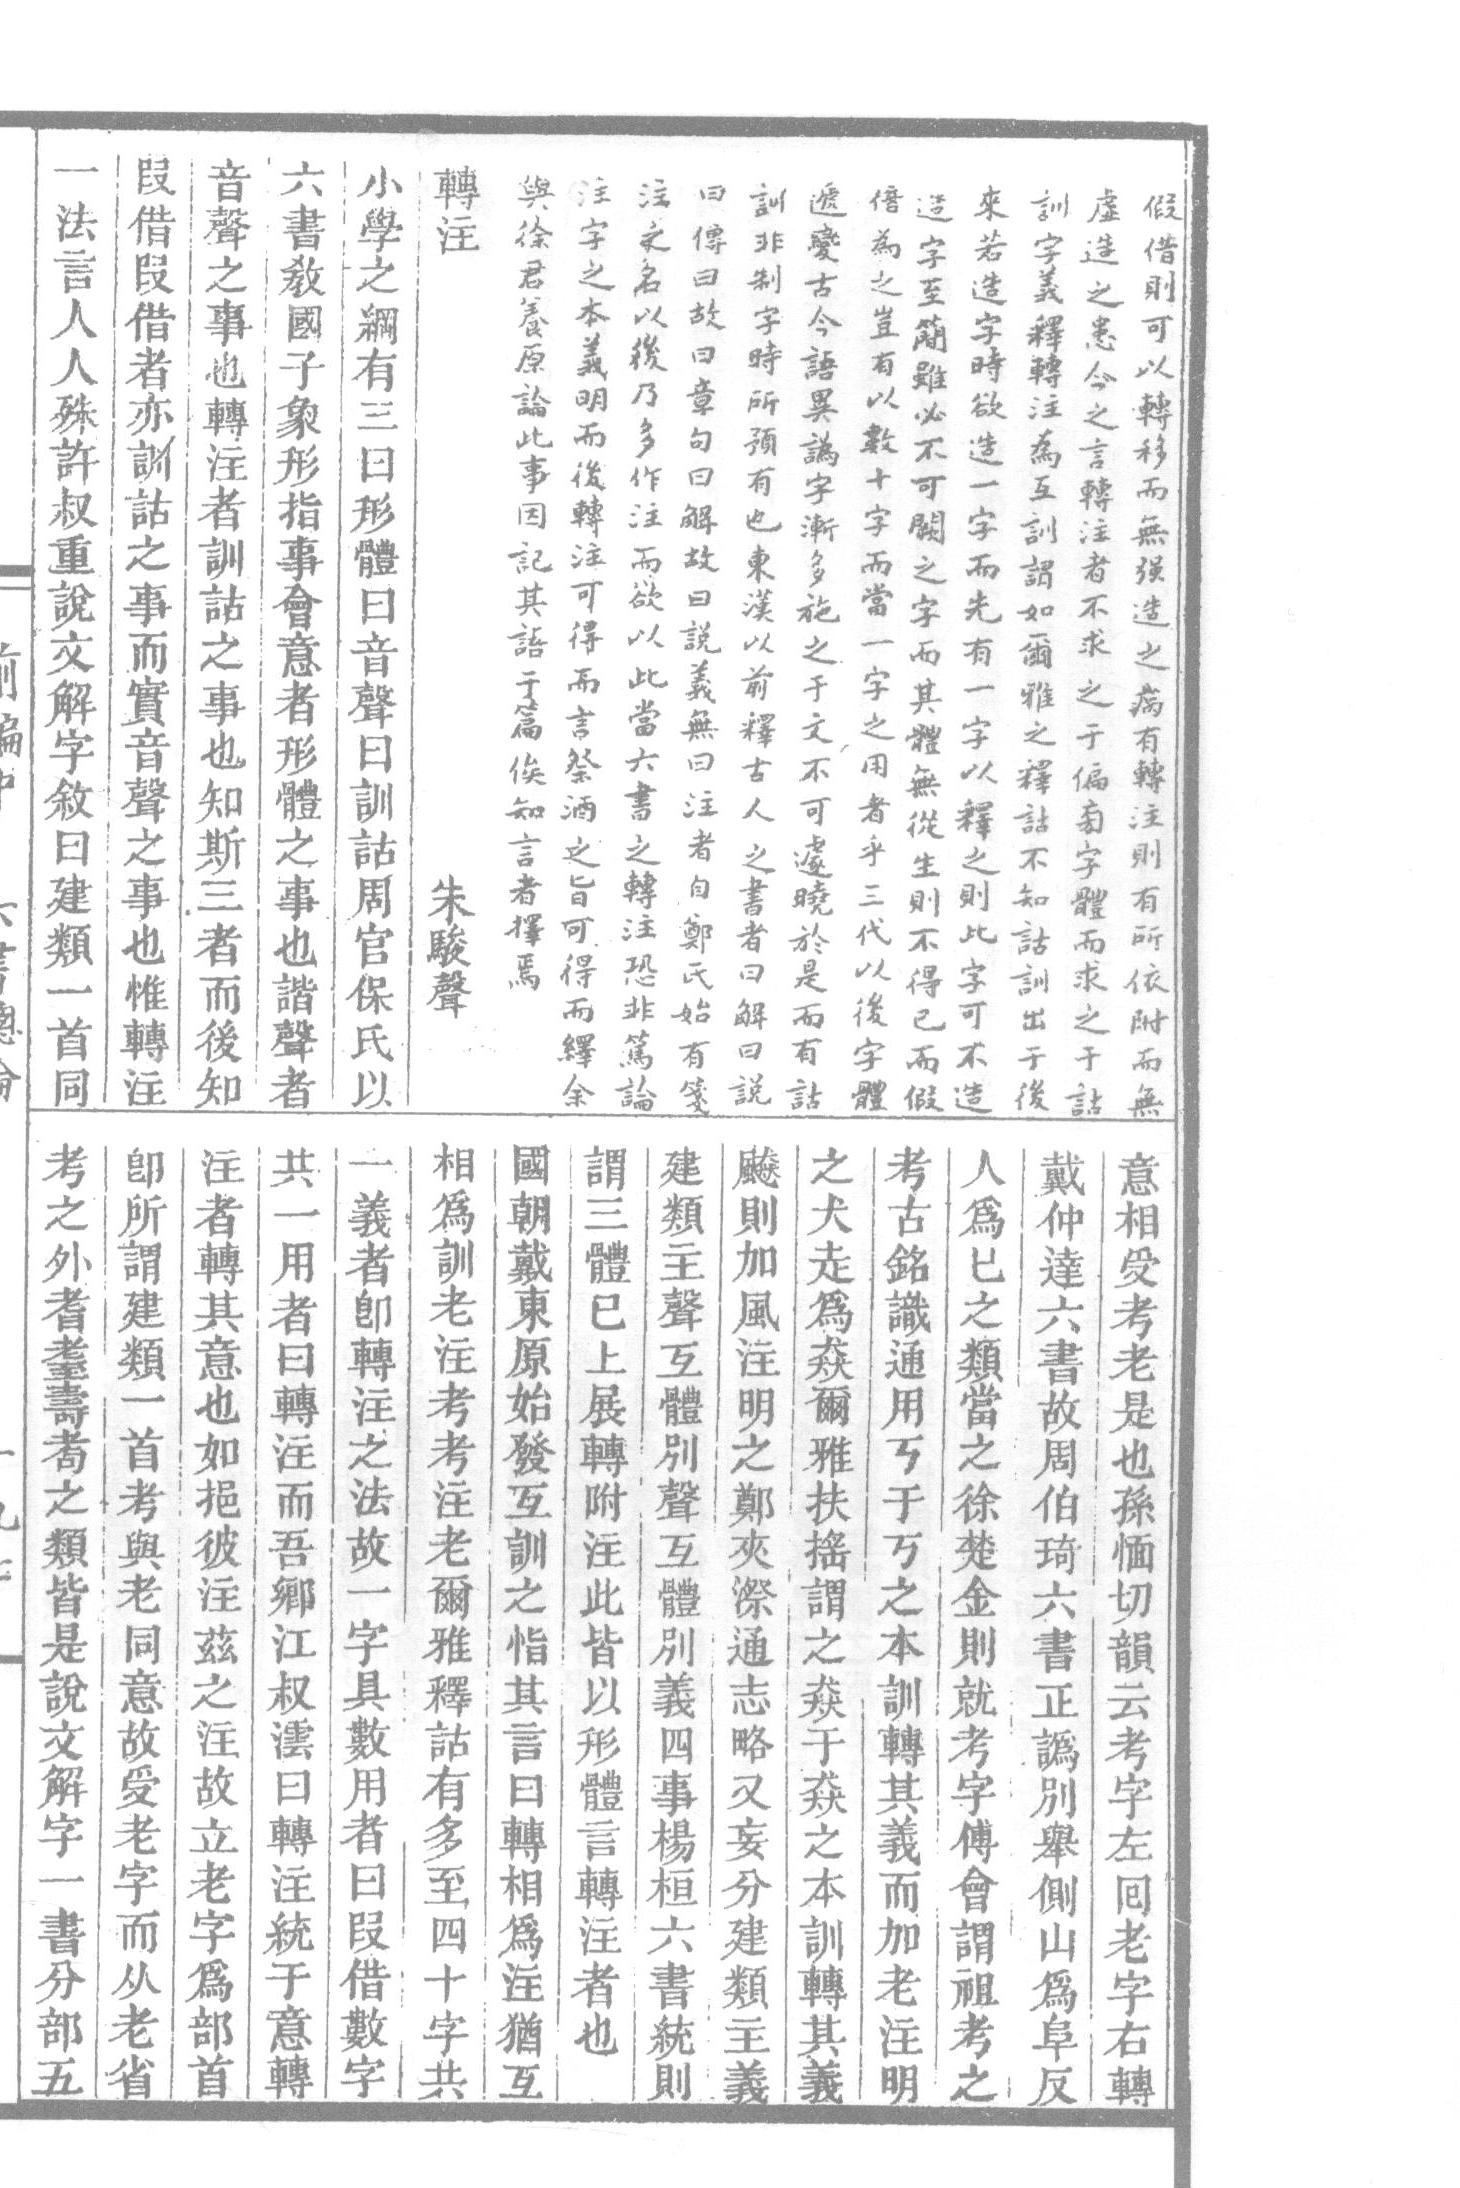 假借則可以轉移而無强造之病有轉注則有所依附而無
虛造之患今之言轉注者不求之于偏旁字體而求之于詁
訓字義釋轉注為互訓謂如爾雅之釋詁不知詁訓出于後
來若造字時欲造一字而先有一字以釋之則此字可不造
造字至簡雖必不可闕之字而其體無從生則不得已而假
借為之豈有以數十字而當一字之用者乎三代以後字體
遞變古今語異譌字漸多施之于文不可遽曉於是而有詁
訓非制字時所預有也東漢以前釋古人之書者曰解曰説
曰傳曰故曰章句曰解故曰説義無曰注者自鄭氏始有箋
注之名以後乃多作注而欲以此當六書之轉注恐非篤論
注字之本義明而後轉注可得而言祭酒之旨可得而繹余
與徐君養原論此事因記其語于篇俟知言者擇焉
轉注 朱駿聲
小學之綱有三曰形體曰音聲曰訓詁周官保氏以
六書敎國子象形指事會意者形體之事也諧聲者
音聲之事也轉注者訓詁之事也知斯三者而後知
叚借叚借者亦訓詁之事而實音聲之事也惟轉注
一法言人人殊許叔重說文解字敘曰建類一首同
意相受考老是也孫愐切韻云考字左回老字右轉
戴仲達六書故周伯琦六書正譌別舉側山爲阜反
人爲匕之類當之徐楚金則就考字傅會謂祖考之
考古銘識通用丂于丂之本訓轉其義而加老注明
之犬走爲猋爾雅扶搖謂之猋于猋之本訓轉其義
飇則加風注明之鄭夾漈通志略又妄分建類主義
建類主聲互體別聲互體別義四事楊桓六書統則
謂三體已上展轉附注此皆以形體言轉注者也
國朝戴東原始發互訓之恉其言曰轉相爲注猶互
相爲訓老注考考注老爾雅釋詁有多至四十字共
一義者卽轉注之法故一字具數用者曰叚借數字
共一用者曰轉注而吾鄉江叔澐曰轉注統于意轉
注者轉其意也如挹彼注茲之注故立老字爲部首
卽所謂建類一首考與老同意故受老字而从老省
考之外耆耋壽耇之類皆是說文解字一書分部五
前編中 六書總論